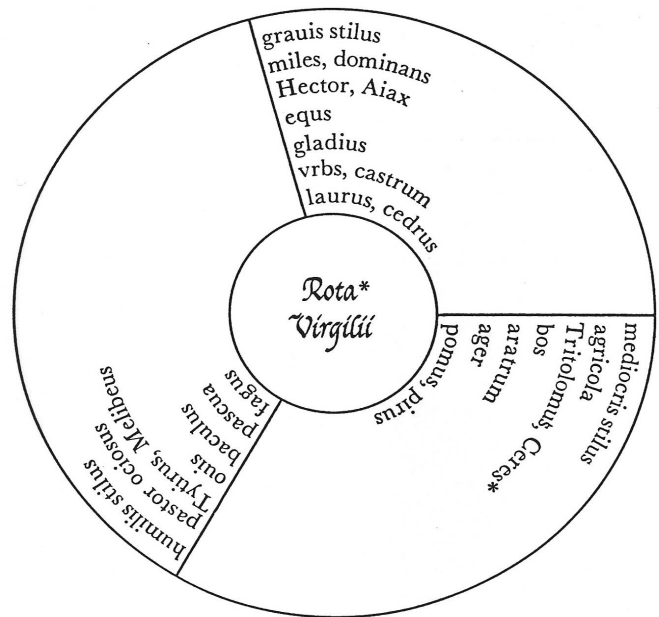 grauis stilus
miles, dominans
Hector, Aiax
equs
gladius
vrbs, castrum
laurus, cedrus
Rota*
Virgilii
mediocris stilus
agricola
Tritolomus, Ceres*
bos
aratrum
ager
pomus, pirus
humilis stilus
pastor ociosus
Tytirus, Melibeus
ouis
baculus
pascua
fagus